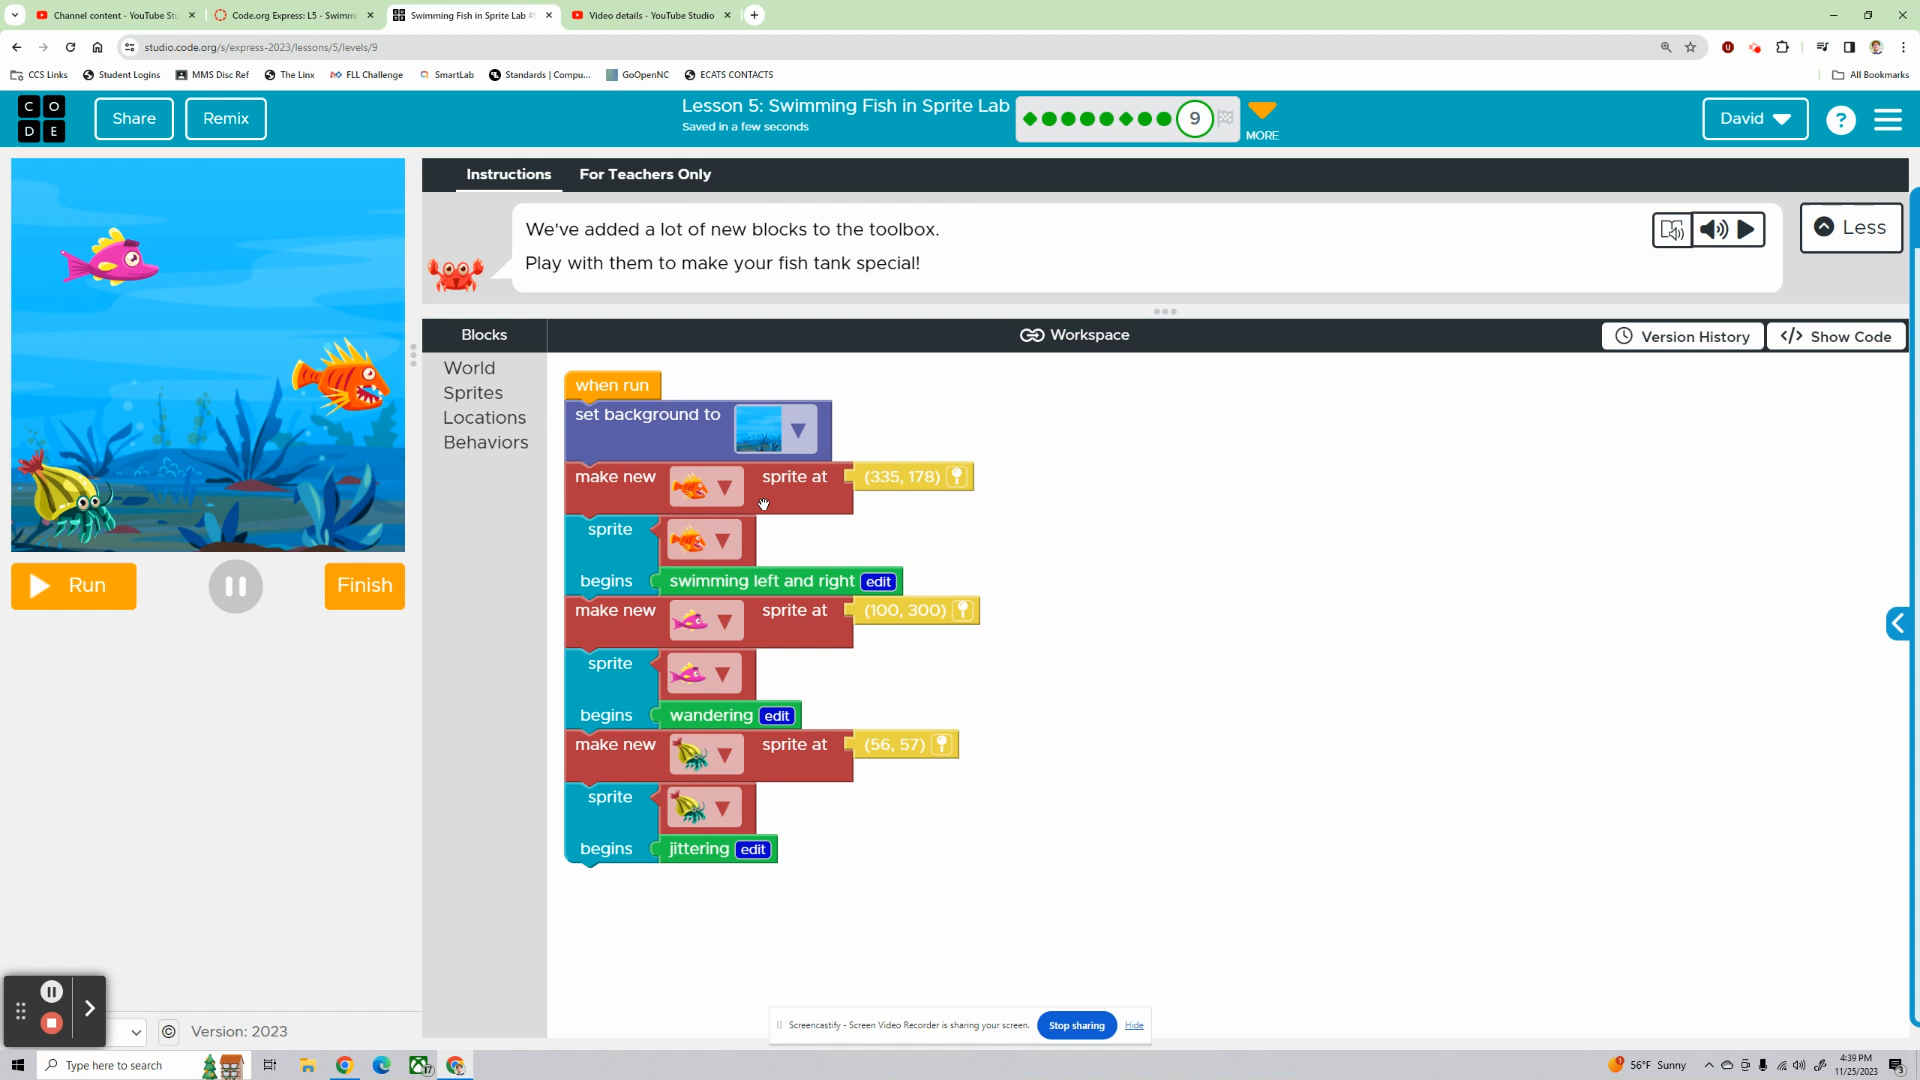 Channel content - YouTube Stu
Code.org Express: L5 - Swimmi
Swimming Fish in Sprite Lab #
Video details - YouTube Studio
studio.code.org/s/express-2023/lessons/5/levels/9
CCS Links
Student Logins
MMS Disc Ref
The Linx
FLL Challenge
SmartLab
Standards | Compu...
GoOpenNC
ECATS CONTACTS
All Bookmarks
C O
D E
Share
Remix
Lesson 5: Swimming Fish in Sprite Lab
Saved in a few seconds
9
MORE
David
?
Instructions
For Teachers Only
We've added a lot of new blocks to the toolbox.
Play with them to make your fish tank special!
Less
Blocks
Workspace
Version History
</> Show Code
World
Sprites
Locations
Behaviors
when run
set background to
make new sprite at (335, 178)
sprite
begins swimming left and right edit
make new sprite at (100, 300)
sprite
begins wandering edit
make new sprite at (56, 57)
sprite
begins jittering edit
Run
Finish
© Version: 2023
Screencastify - Screen Video Recorder is sharing your screen.
Stop sharing
Hide
Type here to search
17
56°F Sunny
4:39 PM
11/25/2023
3